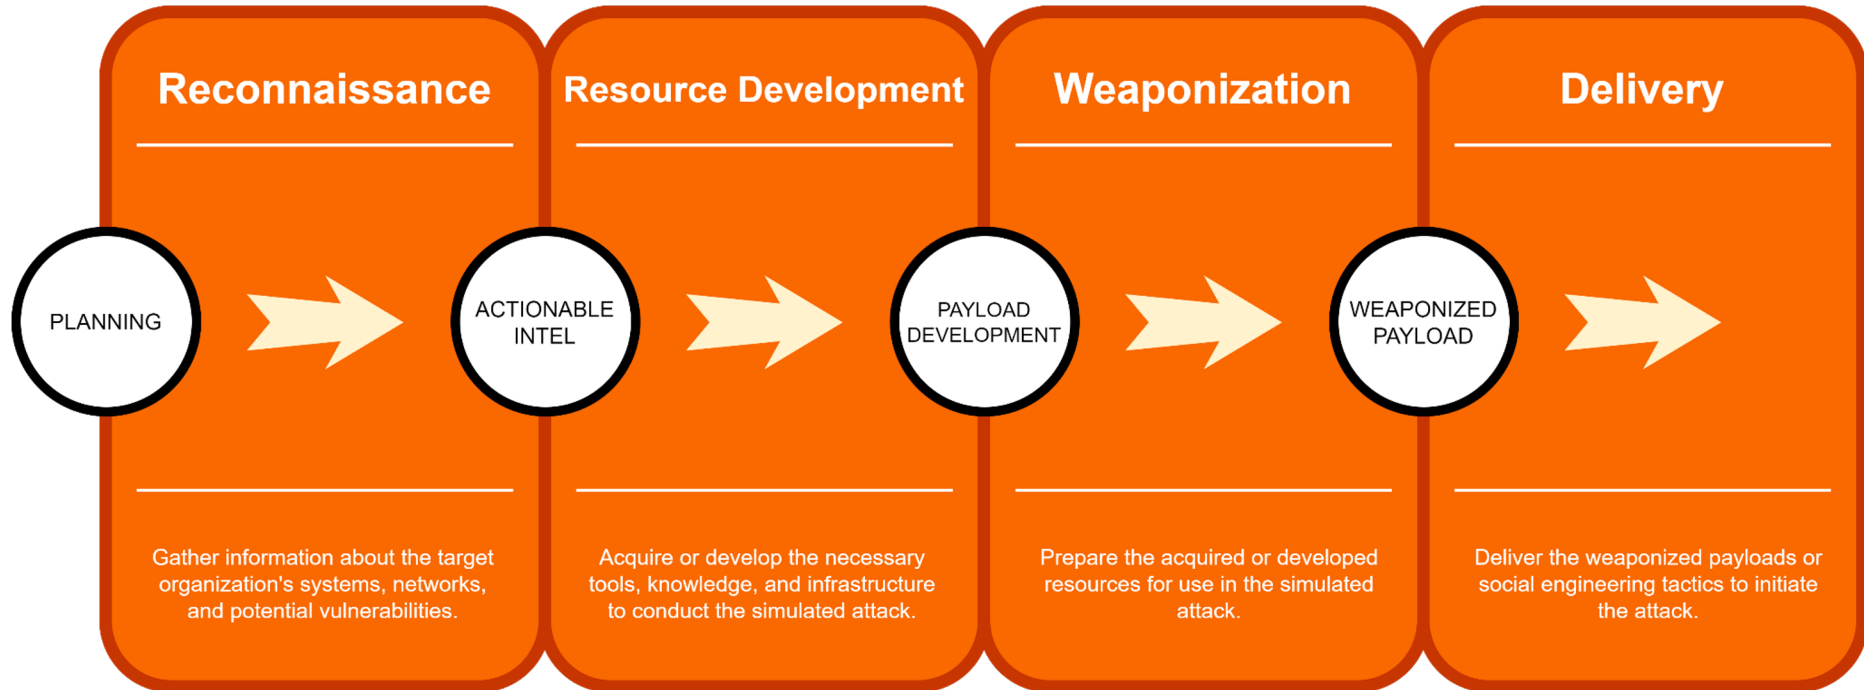 Reconnaissance
Resource Development
Weaponization
Delivery
PLANNING
ACTIONABLE
INTEL
PAYLOAD
DEVELOPMENT
WEAPONIZED
PAYLOAD
Gather information about the target
organization's systems, networks,
and potential vulnerabilities.
Acquire or develop the necessary
tools, knowledge, and infrastructure
to conduct the simulated attack.
Prepare the acquired or developed
resources for use in the simulated
attack.
Deliver the weaponized payloads or
social engineering tactics to initiate
the attack.